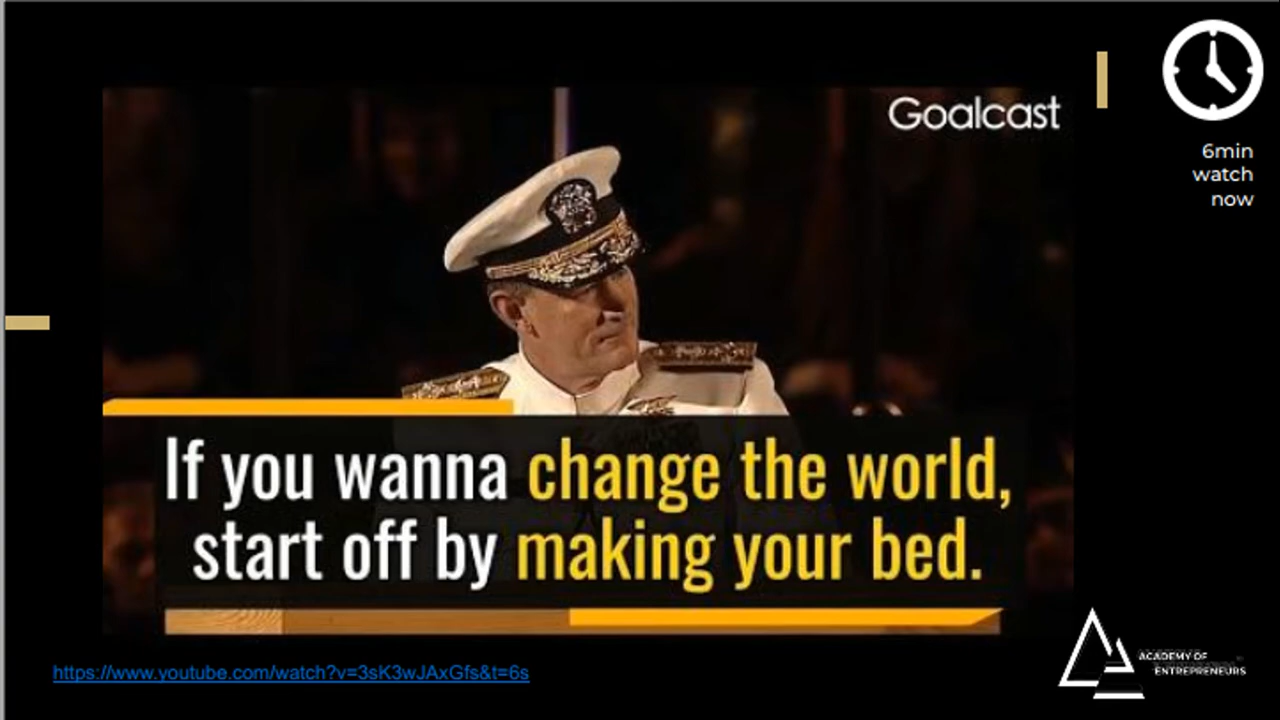 Goalcast
6min
watch
now
If you wanna change the world,
start off by making your bed.
https://www.youtube.com/watch?v=3sK3wJAxGfs&t=6s
ACADEMY OF
ENTREPRENEURS